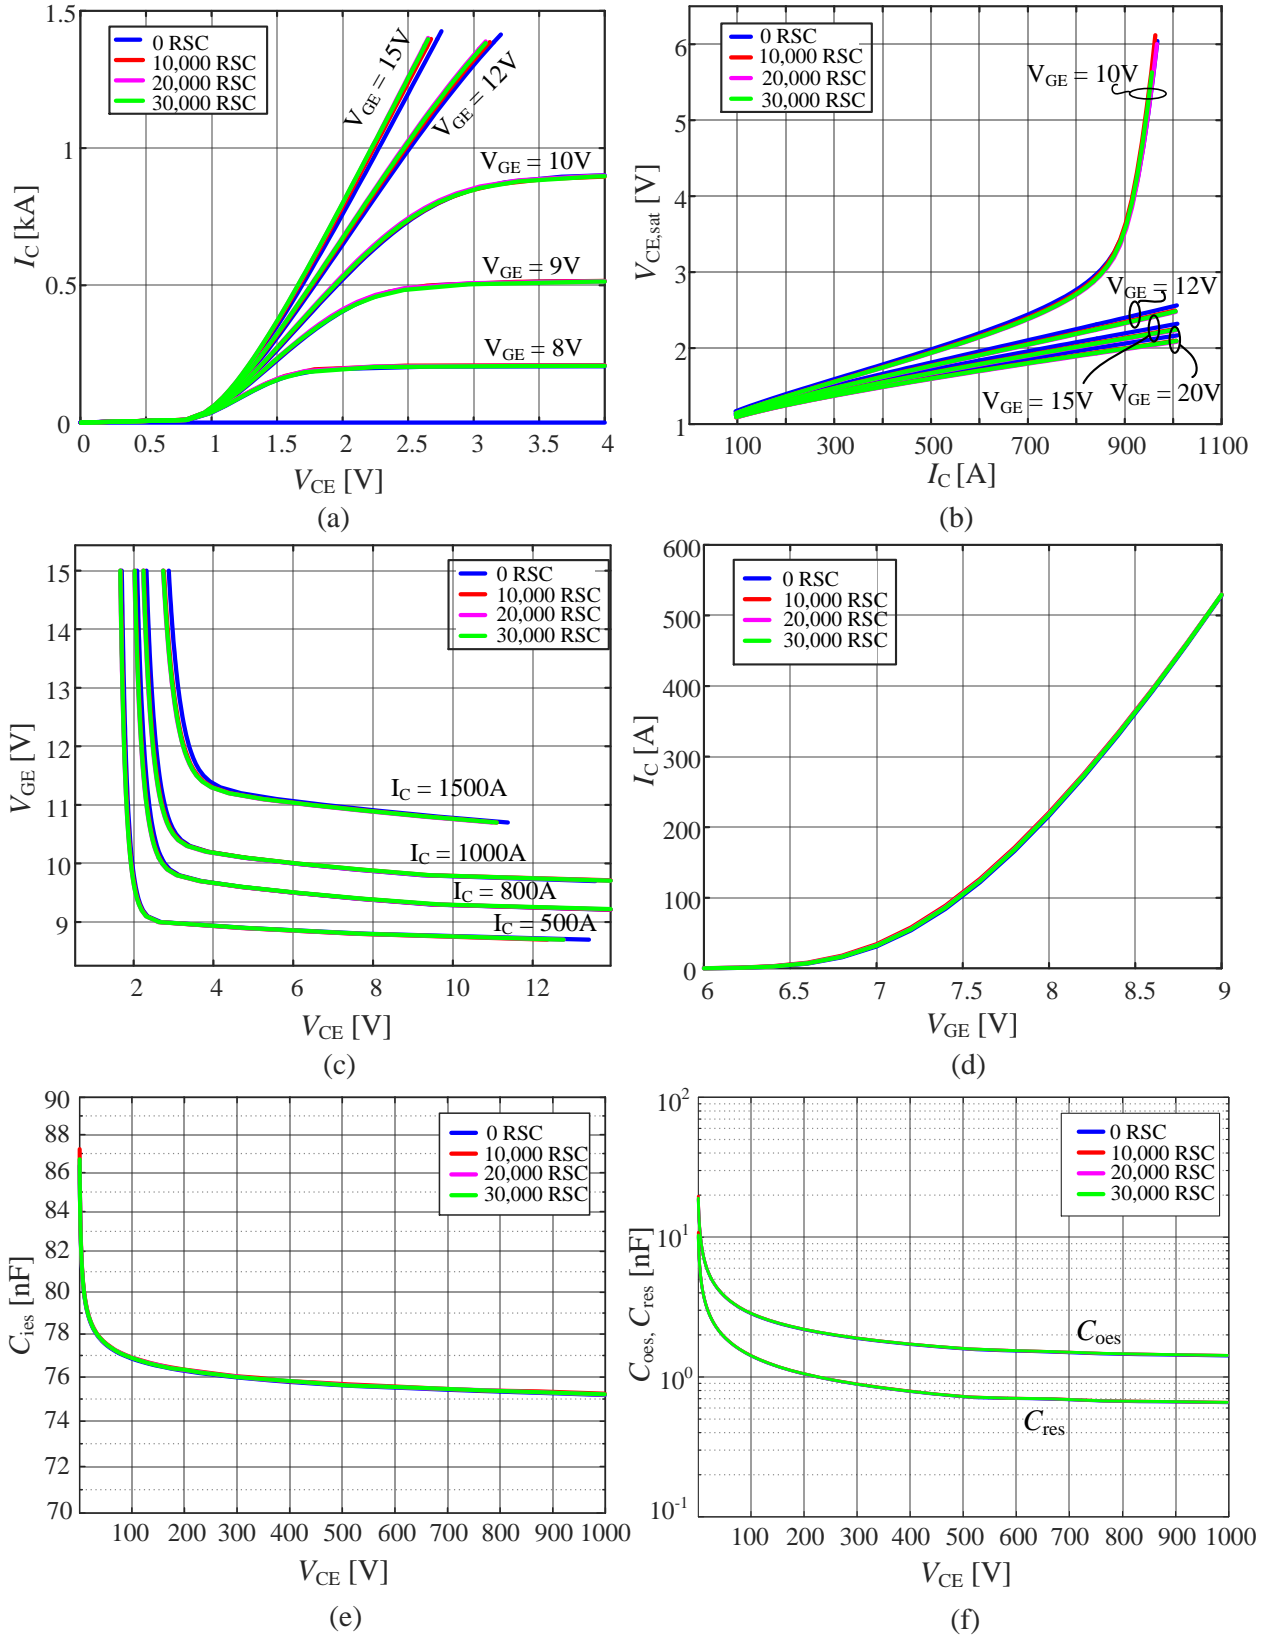 1.5
1
0.5
0
0 RSC
10,000 RSC
20,000 RSC
30,000 RSC
VGE = 15V
VGE = 12V
VGE = 10V
VGE = 9V
VGE = 8V
IC [kA]
0 0.5 1 1.5 2 2.5 3 3.5 4
VCE [V]
(a)
6
5
4
3
2
1
0 RSC
10,000 RSC
20,000 RSC
30,000 RSC
VGE = 10V
VGE = 12V
VGE = 15V
VGE = 20V
VCE,sat [V]
100 300 500 700 900 1100
IC [A]
(b)
15
14
13
12
11
10
9
0 RSC
10,000 RSC
20,000 RSC
30,000 RSC
IC = 1500A
IC = 1000A
IC = 800A
IC = 500A
VGE [V]
2 4 6 8 10 12
VCE [V]
(c)
600
500
400
300
200
100
0
0 RSC
10,000 RSC
20,000 RSC
30,000 RSC
IC [A]
6 6.5 7 7.5 8 8.5 9
VGE [V]
(d)
90
88
86
84
82
80
78
76
74
72
70
0 RSC
10,000 RSC
20,000 RSC
30,000 RSC
Cies [nF]
100 200 300 400 500 600 700 800 900 1000
VCE [V]
(e)
10²
10¹
10⁰
10⁻¹
0 RSC
10,000 RSC
20,000 RSC
30,000 RSC
Coes
Cres
Coes, Cres [nF]
100 200 300 400 500 600 700 800 900 1000
VCE [V]
(f)